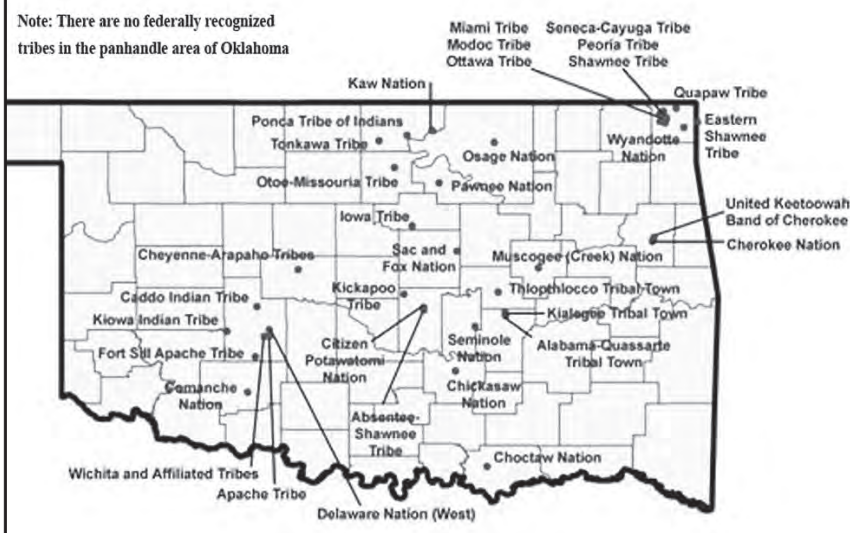 Note: There are no federally recognized
tribes in the panhandle area of Oklahoma
Miami Tribe
Modoc Tribe
Ottawa Tribe
Seneca-Cayuga Tribe
Peoria Tribe
Shawnee Tribe
Kaw Nation
Quapaw Tribe
Ponca Tribe of Indians
Tonkawa Tribe
Eastern
Shawnee
Tribe
Wyandotte
Nation
Osage Nation
Otoe-Missouria Tribe
Pawnee Nation
United Keetoowah
Band of Cherokee
Iowa Tribe
Cherokee Nation
Cheyenne-Arapaho Tribes
Sac and
Fox Nation
Muscogee (Creek) Nation
Kickapoo
Tribe
Thlopthlocco Tribal Town
Caddo Indian Tribe
Kiowa Indian Tribe
Kialegee Tribal Town
Fort Sill Apache Tribe
Citizen
Potawatomi
Nation
Seminole
Nation
Alabama-Quassarte
Tribal Town
Comanche
Nation
Chickasaw
Nation
Absentee-
Shawnee
Tribe
Choctaw Nation
Wichita and Affiliated Tribes
Apache Tribe
Delaware Nation (West)